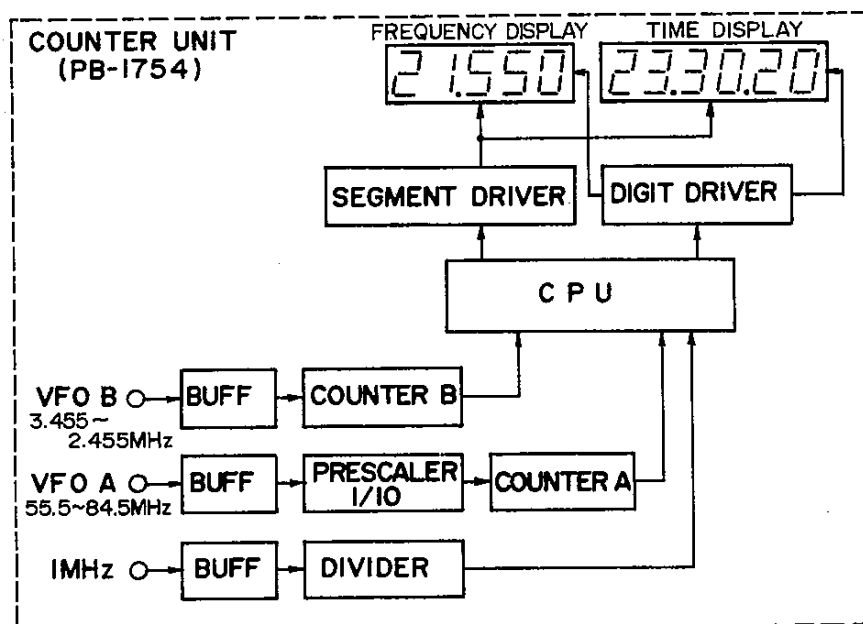 COUNTER UNIT
(PB-1754)
FREQUENCY DISPLAY
TIME DISPLAY
21.550
23.30.20
SEGMENT DRIVER
DIGIT DRIVER
CPU
VFO B
3.455~
2.455MHz
BUFF
COUNTER B
VFO A
55.5~84.5MHz
BUFF
PRESCALER
1/10
COUNTER A
1MHz
BUFF
DIVIDER